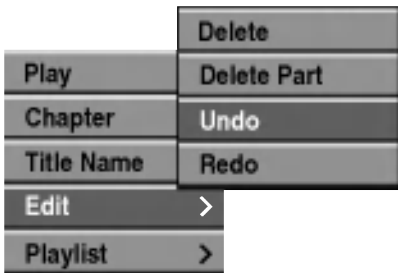 Play
Chapter
Title Name
Edit >
Playlist >
Delete
Delete Part
Undo
Redo